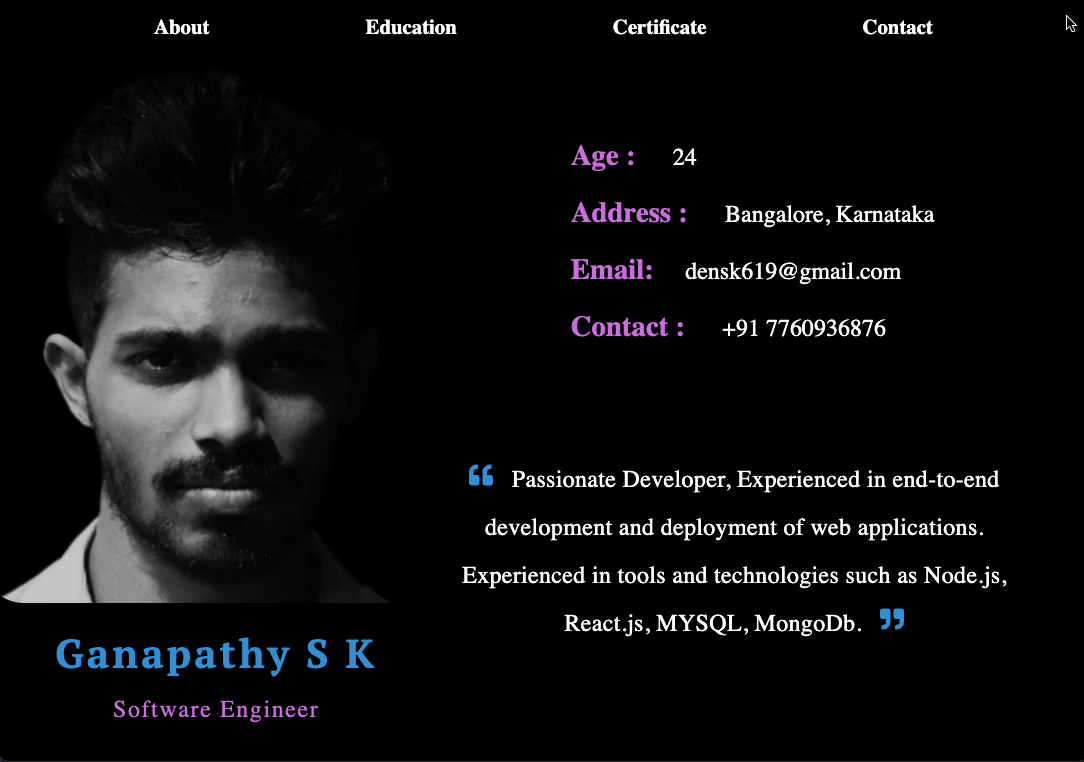 About Education Certificate Contact
Age : 24
Address : Bangalore, Karnataka
Email: densk619@gmail.com
Contact : +91 7760936876
“ Passionate Developer, Experienced in end-to-end
development and deployment of web applications.
Experienced in tools and technologies such as Node.js,
React.js, MYSQL, MongoDb. ”
Ganapathy S K
Software Engineer